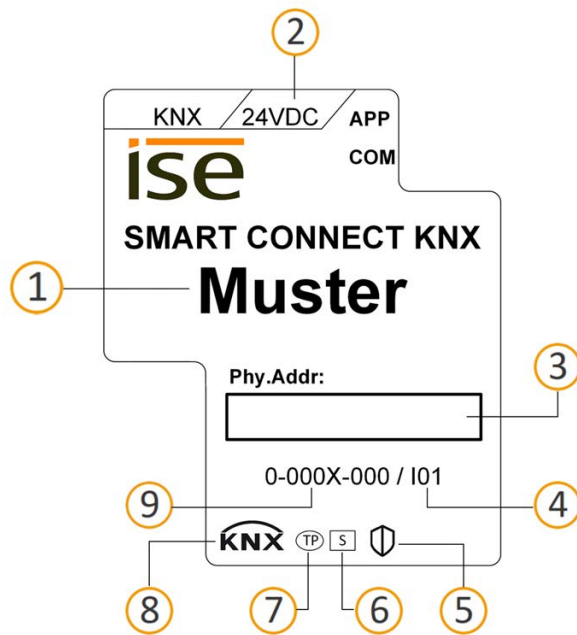 2
KNX 24VDC APP
COM
ise
SMART CONNECT KNX
1 Muster
Phy.Addr:
3
0-000X-000 / I01
9 4
KNX TP S
8 7 6 5